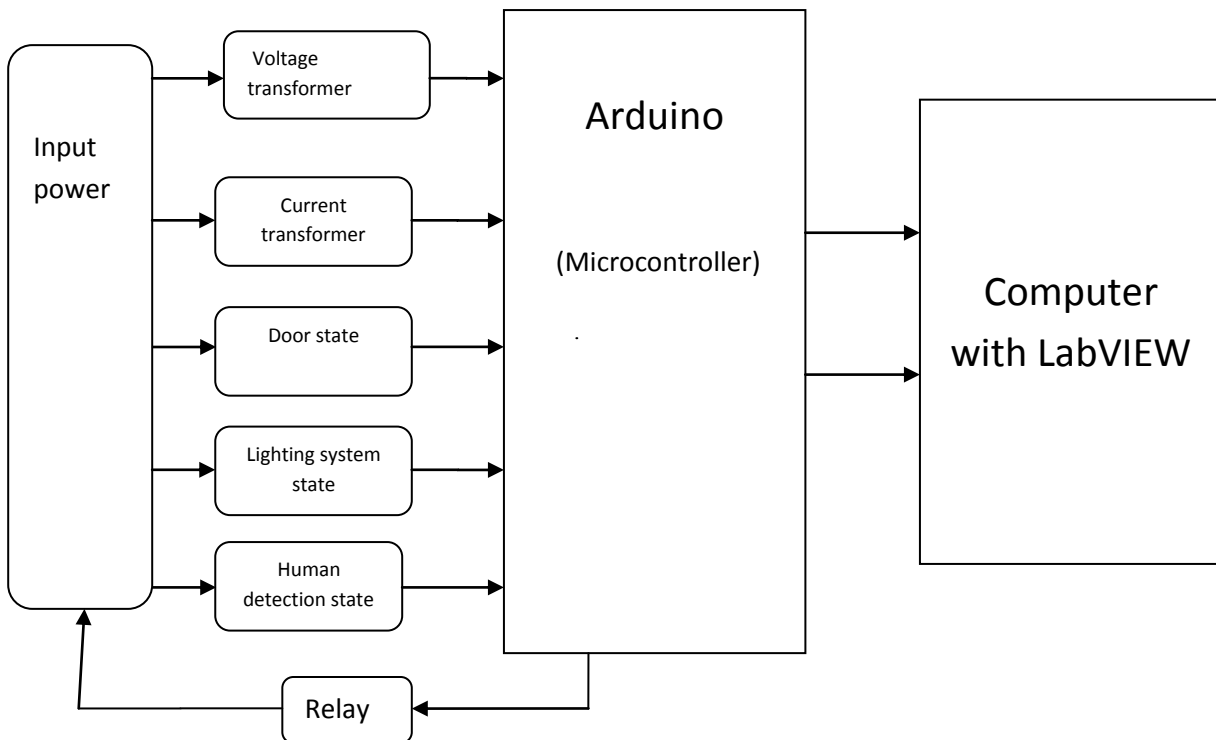 Input
power
Voltage
transformer
Current
transformer
Door state
Lighting system
state
Human
detection state
Relay
Arduino
(Microcontroller)
.
Computer
with LabVIEW